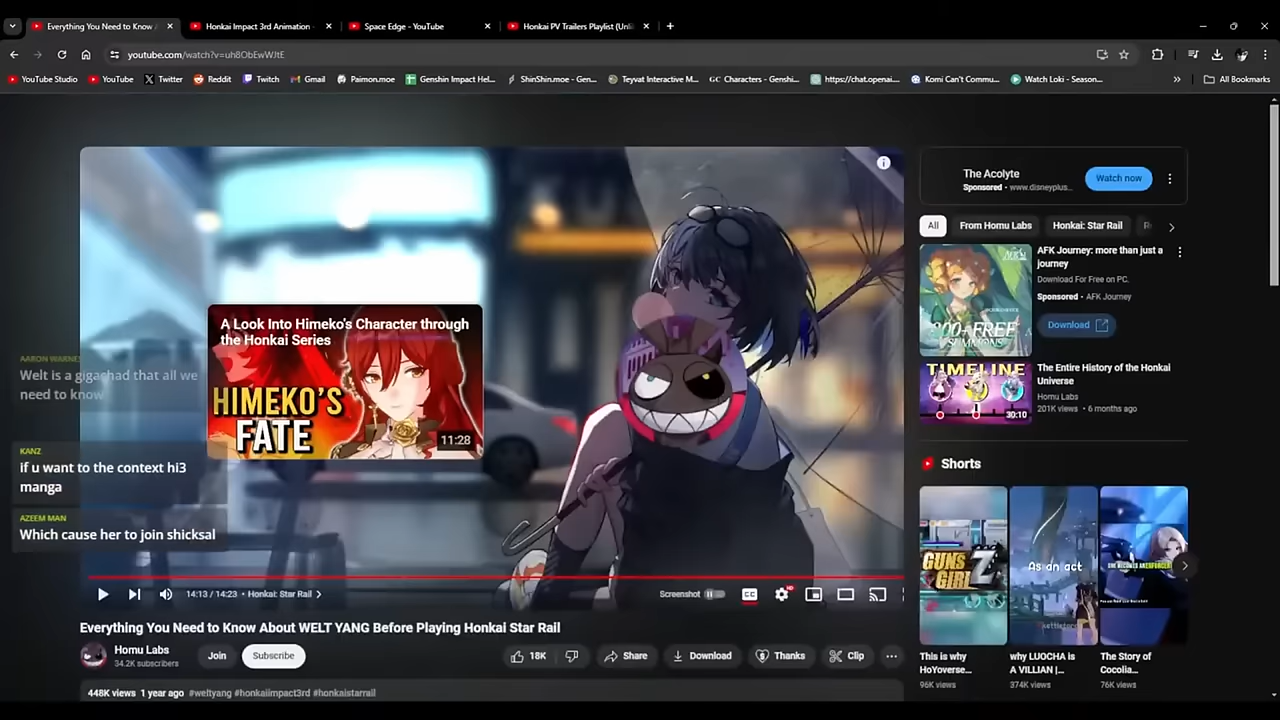 Everything You Need to Know A
Honkai Impact 3rd Animation -
Space Edge - YouTube
Honkai PV Trailers Playlist (Unli
youtube.com/watch?v=uh8ObEwWJtE
YouTube Studio
YouTube
Twitter
Reddit
Twitch
Gmail
Paimon.moe
Genshin Impact Hel...
ShinShin.moe - Gen...
Teyvat Interactive M...
GC Characters - Genshi...
https://chat.openai....
Komi Can't Commu...
Watch Loki - Season...
All Bookmarks
A Look Into Himeko's Character through
the Honkai Series
HIMEKO'S
FATE
11:28
AARON WARNE
Welt is a gigachad that all we
need to know
KANZ
if u want to the context hi3
manga
AZEEM MAN
Which cause her to join shicksal
14:13 / 14:23 • Honkai: Star Rail
Screenshot
CC
Everything You Need to Know About WELT YANG Before Playing Honkai Star Rail
Homu Labs
34.2K subscribers
Join
Subscribe
18K
Share
Download
Thanks
Clip
448K views 1 year ago #weltyang #honkaiimpact3rd #honkaistarrail
The Acolyte
Sponsored • www.disneyplus...
Watch now
All
From Homu Labs
Honkai: Star Rail
AFK Journey: more than just a
journey
Download For Free on PC.
Sponsored • AFK Journey
Download
TIMELINE
30:10
The Entire History of the Honkai
Universe
Homu Labs
201K views • 6 months ago
Shorts
GUNS
GIRL Z
As an act
This is why
HoYoverse...
96K views
why LUOCHA is
A VILLIAN |...
374K views
The Story of
Cocolia...
76K views